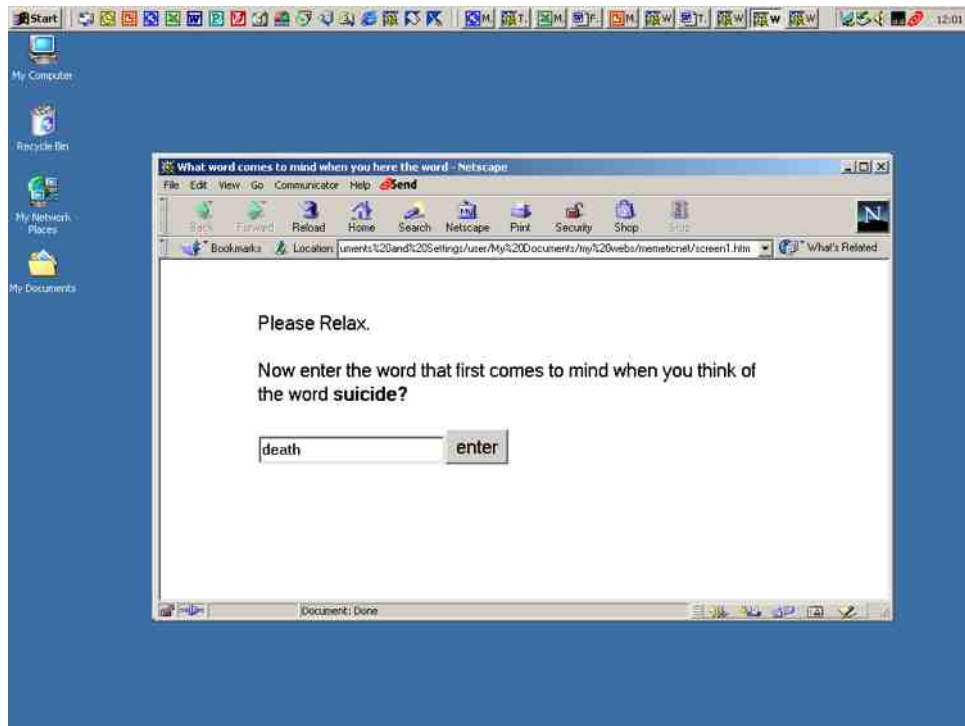 Start
M. T. M. F. M. W T. W W W
12:01
My Computer
Recycle Bin
My Network
Places
My Documents
What word comes to mind when you here the word - Netscape
File Edit View Go Communicator Help Send
Back Forward Reload Home Search Netscape Print Security Shop Stop
Bookmarks Location: uments%20and%20Settings/user/My%20Documents/my%20webs/memeticnet/screen1.htm What's Related
Please Relax.
Now enter the word that first comes to mind when you think of
the word suicide?
death enter
Document: Done